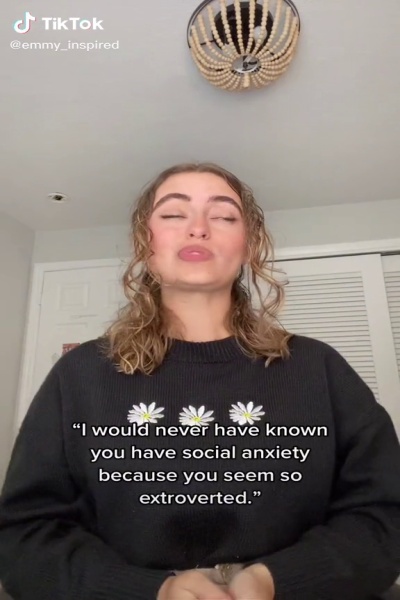 TikTok
@emmy_inspired
“I would never have known
you have social anxiety
because you seem so
extroverted.”